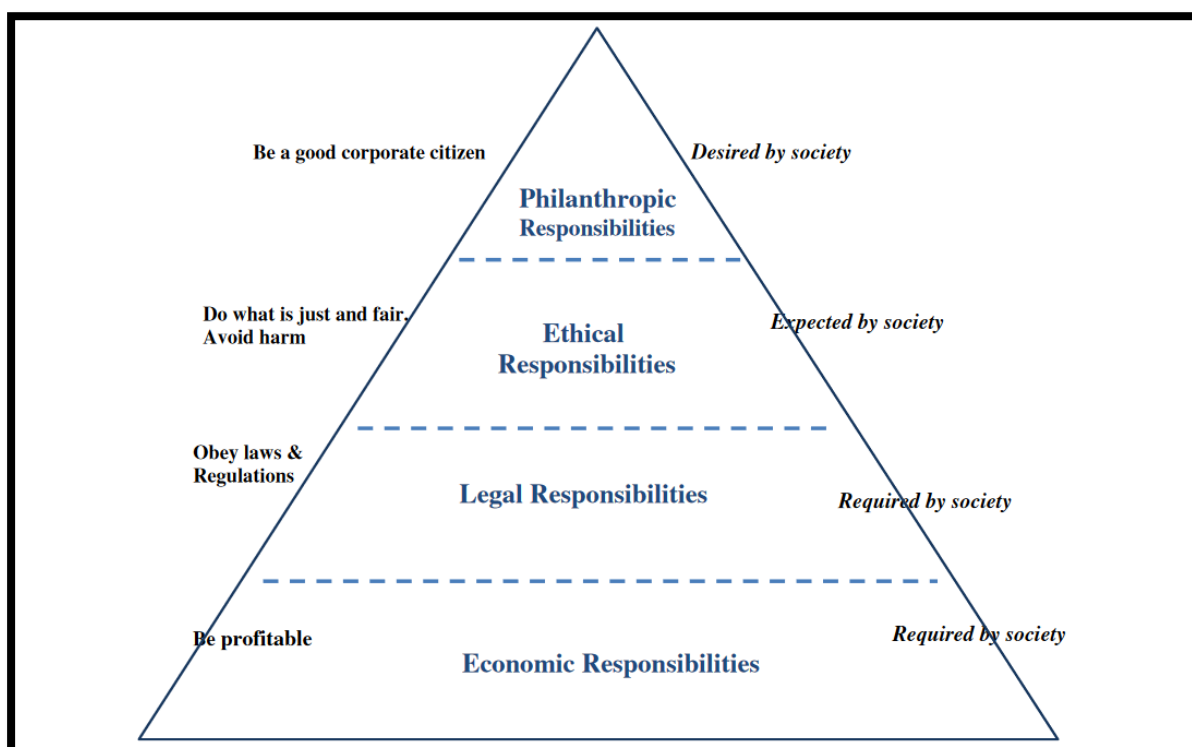 Be a good corporate citizen
Desired by society
Philanthropic
Responsibilities
Do what is just and fair,
Avoid harm
Expected by society
Ethical
Responsibilities
Obey laws &
Regulations
Legal Responsibilities
Required by society
Be profitable
Required by society
Economic Responsibilities